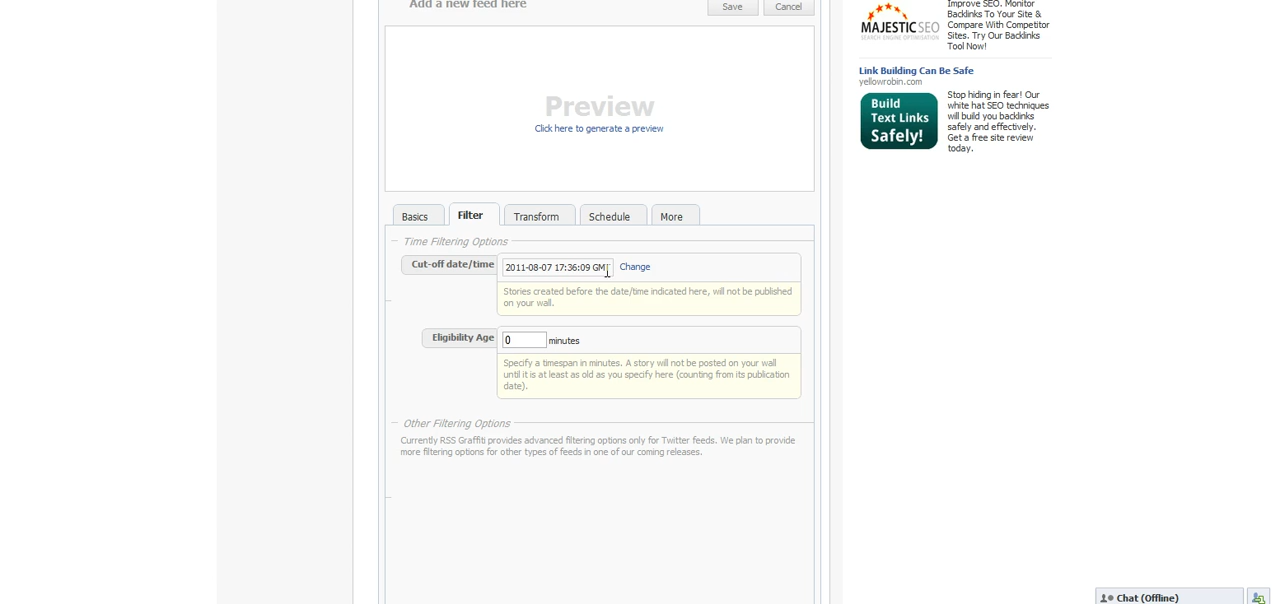 Add a new feed here
Save
Cancel
Preview
Click here to generate a preview
Basics
Filter
Transform
Schedule
More
Time Filtering Options
Cut-off date/time
2011-08-07 17:36:09 GMT
Change
Stories created before the date/time indicated here, will not be published
on your wall.
Eligibility Age
0
minutes
Specify a timespan in minutes. A story will not be posted on your wall
until it is at least as old as you specify here (counting from its publication
date).
Other Filtering Options
Currently RSS Graffiti provides advanced filtering options only for Twitter feeds. We plan to provide
more filtering options for other types of feeds in one of our coming releases.
MAJESTIC SEO
SEARCH ENGINE OPTIMISATION
Improve SEO. Monitor
Backlinks To Your Site &
Compare With Competitor
Sites. Try Our Backlinks
Tool Now!
Link Building Can Be Safe
yellowrobin.com
Build
Text Links
Safely!
Stop hiding in fear! Our
white hat SEO techniques
will build you backlinks
safely and effectively.
Get a free site review
today.
Chat (Offline)